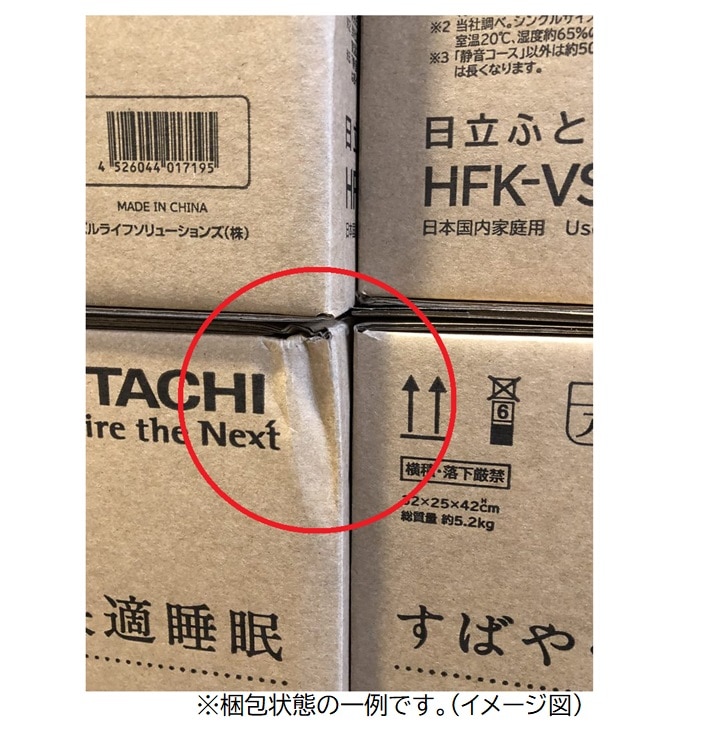 ※2 当社調べ。シングルサイ
室温20℃、湿度約65%
※3 「静音コース」以外は約50
は長くなります。
4 526044 017195
MADE IN CHINA
ルライフソリューションズ(株)
日立ふと
HFK-VS
日本国内家庭用 Us
TACHI
ire the Next
6
横積・落下厳禁
32×25×42cm
H
総質量 約5.2kg
適睡眠
すばや
※梱包状態の一例です。(イメージ図)